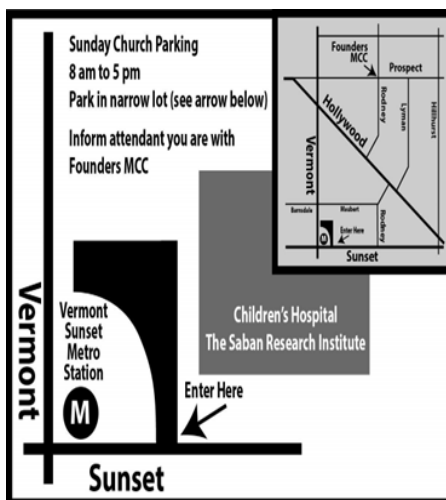 Sunday Church Parking
8 am to 5 pm
Park in narrow lot (see arrow below)
Inform attendant you are with
Founders MCC
Founders
MCC
Prospect
Rodney
Lyman
Hillhurst
Hollywood
Vermont
Barnsdale
Maubert
Rodney
M
Enter Here
Sunset
Vermont
Vermont
Sunset
Metro
Station
M
Children's Hospital
The Saban Research Institute
Enter Here
Sunset